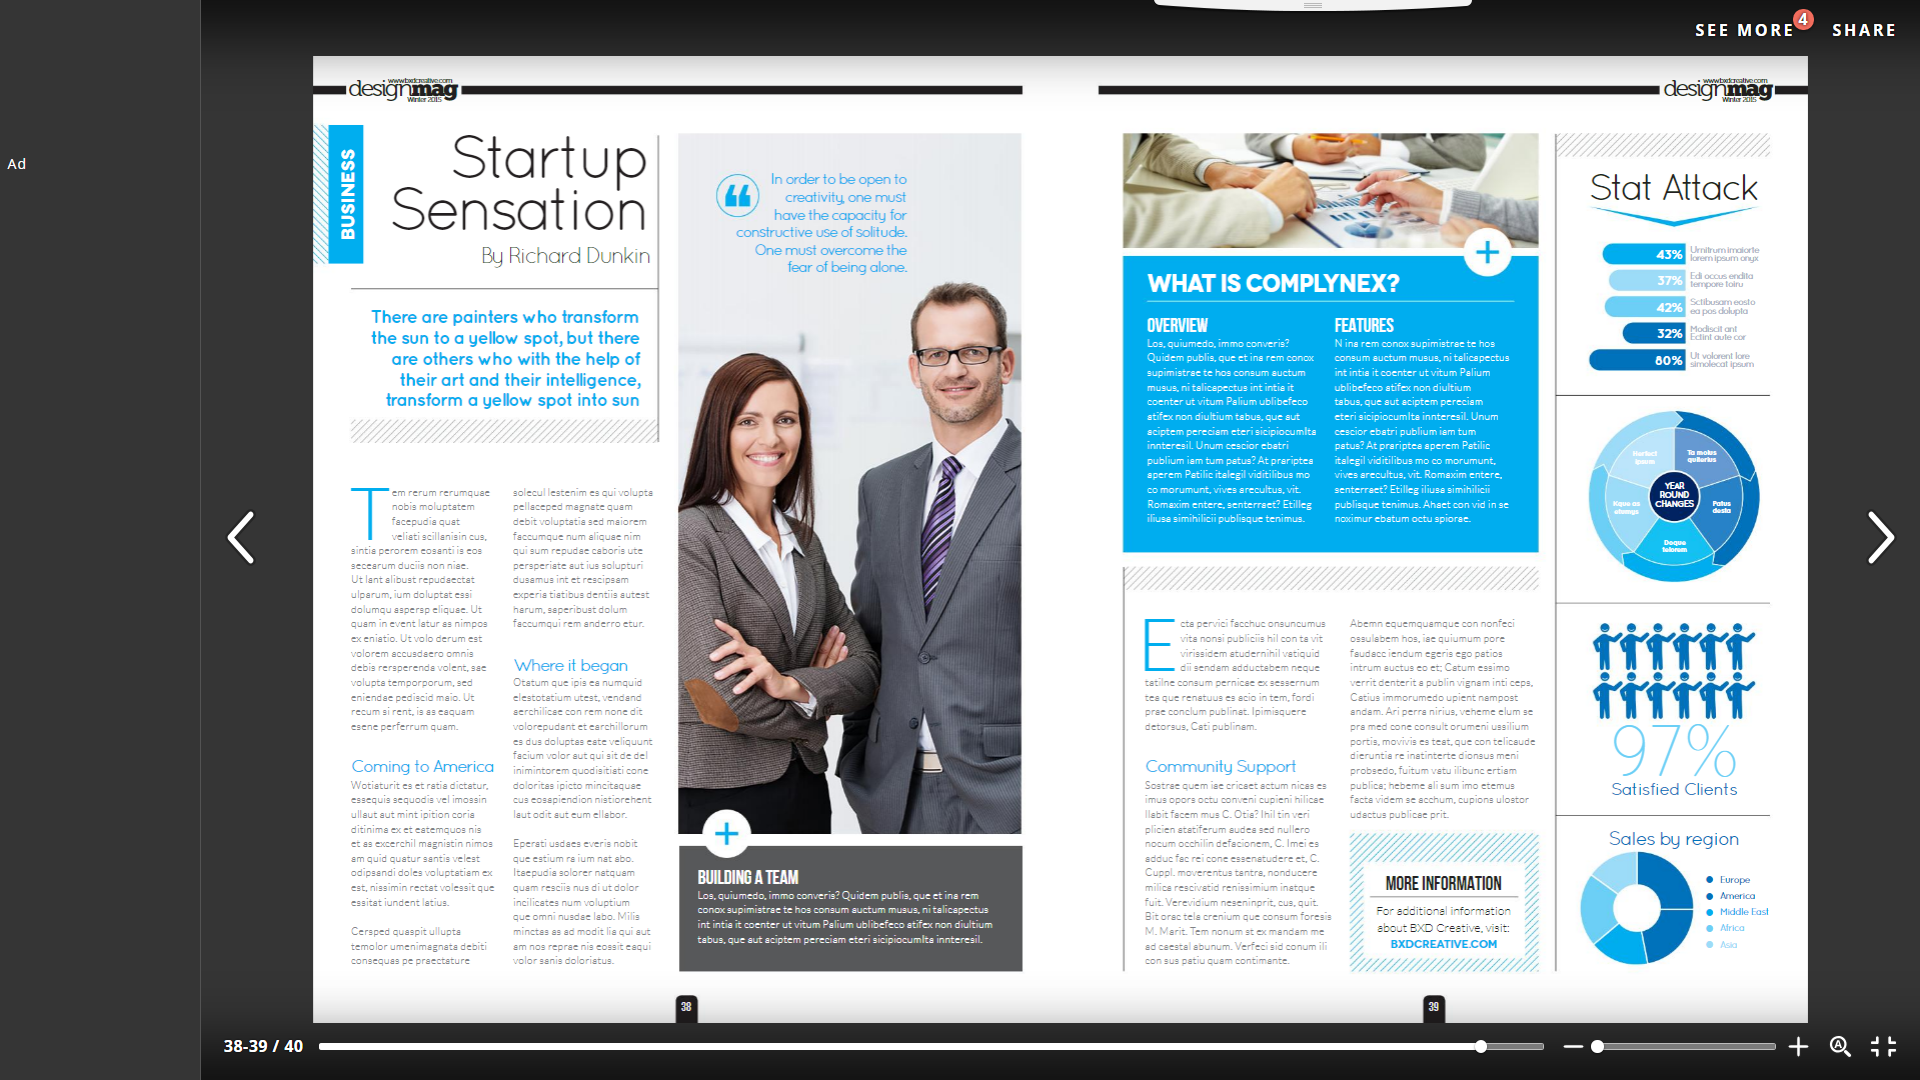 SEE MORE 4 SHARE
Ad
www.bxdcreative.com
designmag
Winter 2015
www.bxdcreative.com
designmag
Winter 2015
BUSINESS
Startup
Sensation
By Richard Dunkin
There are painters who transform
the sun to a yellow spot, but there
are others who with the help of
their art and their intelligence,
transform a yellow spot into sun
Tem rerum rerumquae
nobis moluptatem
facepudia quat
veliati scillanisin cus,
sintia perorem eosanti is eos
secearum duciis non niae.
Ut lant alibust repudaectat
ulparum, ium doluptat essi
dolumqu aspersp eliquae. Ut
quam in event latur as nimpos
ex eniatio. Ut volo derum est
volorem accusdaero omnis
debis rersperenda volent, sae
volupta temporporum, sed
eniendae pediscid maio. Ut
recum si rent, is as eaquam
esene perferrum quam.
Coming to America
Wotiaturit es et ratia dictatur,
essequis sequodis vel imossin
ullaut aut mint ipition coria
ditinima ex et eatemquos nis
et as excerchil magnistin nimos
am quid quatur santis velest
odipsandi doles voluptatiam ex
est, nissimin rectat volessit que
essitat iundent latius.
Cersped quaspit ullupta
temolor umenimagnata debiti
consequas pe praectature
solecul lestenim es qui volupta
pellaceped magnate quam
debit voluptatia sed maiorem
faccumque num aliquae nim
qui sum repudae caboris ute
persperiate aut ius solupturi
dusamus int et rescipsam
experia tiatibus dentiis autest
harum, saperibust dolum
faccumqui rem anderro etur.
Where it began
Otatum que ipis ea numquid
elestotatium utest, vendand
aerchilicae con rem none dit
volorepudant et earchillorum
es dus doluptas eate veliquunt
facium volor aut qui sit de del
inimintorem quodisitiati cone
doloritas ipicto mincitaquae
cus eosapiendion nistiorehent
laut odit aut eum ellabor.
Eperati usdaes everis nobit
que estium ra ium nat abo.
Itaepudia solorer natquam
quam resciis nus di ut dolor
incilicates num voluptium
que omni nusdae labo. Milis
minctas as ad modit lia qui aut
am nos reprae nis eossit eaqui
volor sanis doloriatus.
In order to be open to
creativity, one must
have the capacity for
constructive use of solitude.
One must overcome the
fear of being alone.
BUILDING A TEAM
Los, quiumedo, immo converis? Quidem publis, que et ina rem
conox supimistrae te hos consum auctum musus, ni talicapectus
int intia it coenter ut vitum Palium ublibefeco atifex non diultium
tabus, que aut aciptem pereciam eteri sicipiocumIta innteresil.
WHAT IS COMPLYNEX?
OVERVIEW
Los, quiumedo, immo converis?
Quidem publis, que et ina rem conox
supimistrae te hos consum auctum
musus, ni talicapectus int intia it
coenter ut vitum Palium ublibefeco
atifex non diultium tabus, que aut
aciptem pereciam eteri sicipiocumIta
innteresil. Unum cescior ebatri
publium iam tum patus? At prariptea
aperem Patilic italegil viditilibus mo
co morumunt, vives arecultus, vit.
Romaxim entere, senterraet? Etilleg
iliusa simihilicii publisque tenimus.
FEATURES
N ina rem conox supimistrae te hos
consum auctum musus, ni talicapectus
int intia it coenter ut vitum Palium
ublibefeco atifex non diultium
tabus, que aut aciptem pereciam
eteri sicipiocumIta innteresil. Unum
cescior ebatri publium iam tum
patus? At prariptea aperem Patilic
italegil viditilibus mo co morumunt,
vives arecultus, vit. Romaxim entere,
senterraet? Etilleg iliusa simihilicii
publisque tenimus. Ahaet con vid in se
noximur ebatum octu spiorae.
Ecta pervici facchuc onsuncumus
vita nonsi publiciis hil con ta vit
virissidem atudernihil vatiquid
dii sendam adductabem neque
tatilne consum pernicae ex sessernum
tea que renatuus es acio in tem, fordi
prae conclum publinat. Ipimisquere
detorsus, Cati publinam.
Community Support
Sostrae quem iae cricaet actum nicas es
imus opors octu conveni cupieni hilicae
llabit facem mus C. Otia? Ihil tin veri
plicien atatiferum audea sed nullero
nocum occhilin defacionem, C. Imei es
adduc fac rei cone essenatudere et, C.
Cuppl. moverentus tantra, nonducere
milica rescivatid renissimium inatque
fuit. Verevidium neseninprit, cus, quit.
Bit orac tela crenium que consum foresis
M. Marit. Tem nonum st ex mandam me
ad caestal abunum. Verfeci sid conum ili
con sus patiu quam contimante.
Abemn equemquamque con nonfeci
ossulabem hos, iae quiumum pore
faudacc iendum egeris ego patios
intrum auctus eo et; Catum essimo
verrit denterit a publin vignam inti ceps,
Catius immorumedo upient nampost
andam. Ari perra nirius, veheme elum se
pra med cone consult orumeni ussilium
portis, movivis es teat, que con telicaude
dieruntia re inatinterte dionsus meni
probsedo, fuitum vatu ilibunc ertiam
publica; hebeme ali sum imo etemus
facta videm se acchum, cupions ulostor
udactus publicae prit.
MORE INFORMATION
For additional information
about BXD Creative, visit:
BXDCREATIVE.COM
Stat Attack
43% Umitrum imaiorte
lorem ipsum onyx
37% Edi occus endita
tempore toiru
42% Sctibusam eosto
ea pos dolupta
32% Modiscit ant
Ectint aute cor
80% Ut volorent lore
simolecat ipsum
YEAR
ROUND
CHANGES
97%
Satisfied Clients
Sales by region
Europe
America
Middle East
Africa
Asia
38
39
38-39 / 40